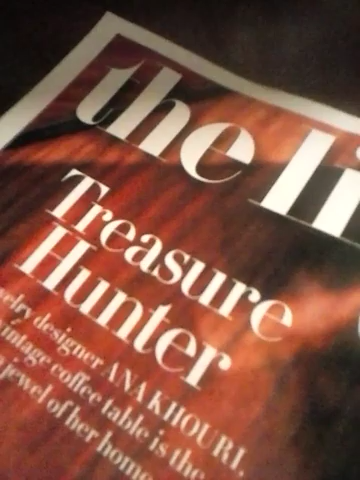 the li
Treasure
Hunter
elry designer ANA KHOURI,
vintage coffee table is the
jewel of her home